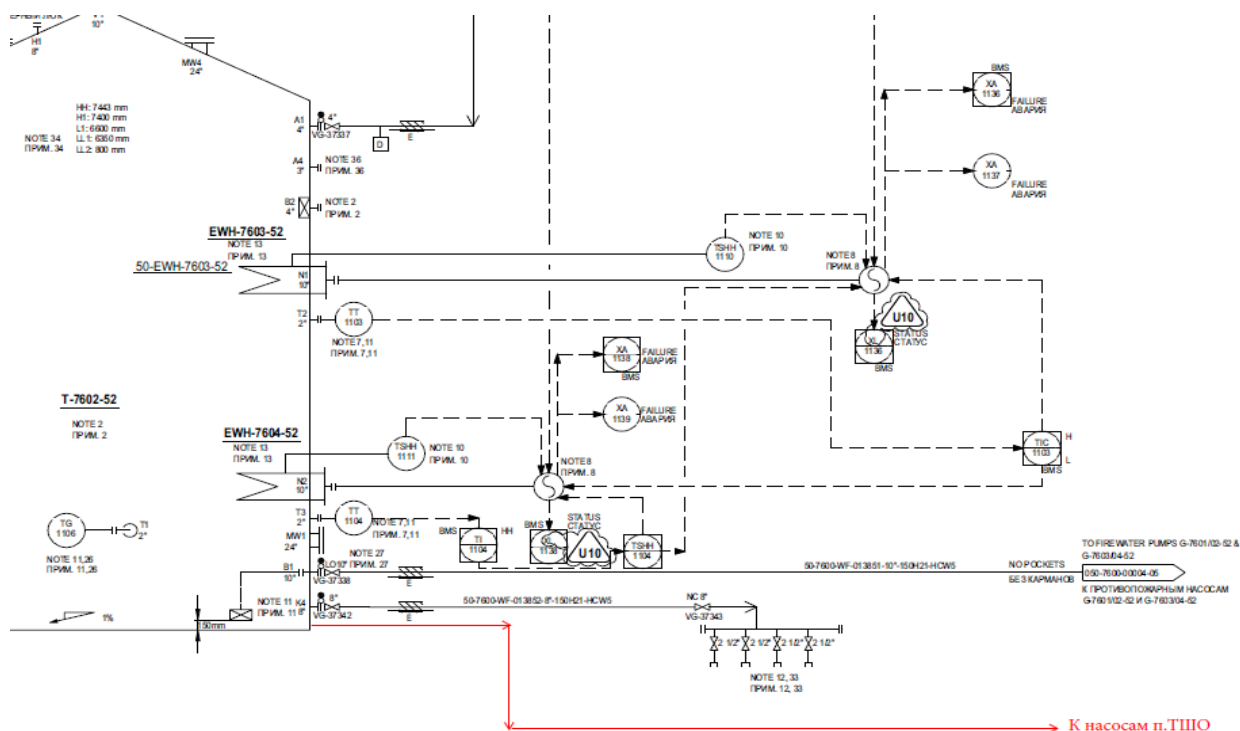 10"
H1
8"
MW4
24"
HH: 7443 mm
H1: 7400 mm
L1: 6600 mm
LL1: 6350 mm
LL2: 800 mm
NOTE 34
ПРИМ. 34
A1
4"
4"
VG-37337
E
D
A4
3"
NOTE 36
ПРИМ. 36
B2
4"
NOTE 2
ПРИМ. 2
BMS
XA
1136
FAILURE
АВАРИЯ
XA
1137
FAILURE
АВАРИЯ
EWH-7603-52
NOTE 13
ПРИМ. 13
50-EWH-7603-52
N1
10"
TSHH
1110
NOTE 10
ПРИМ. 10
NOTE 8
ПРИМ. 8
U10
STATUS
СТАТУС
XL
1136
BMS
T2
2"
TT
1103
NOTE 7,11
ПРИМ. 7,11
XA
1138
FAILURE
АВАРИЯ
BMS
XA
1139
FAILURE
АВАРИЯ
T-7602-52
NOTE 2
ПРИМ. 2
EWH-7604-52
NOTE 13
ПРИМ. 13
TSHH
1111
NOTE 10
ПРИМ. 10
NOTE 8
ПРИМ. 8
TIC
1103
H
L
BMS
N2
10"
T3
2"
TT
1104
NOTE 7,11
ПРИМ. 7,11
BMS
TI
1104
HH
BMS
XL
1138
STATUS
СТАТУС
U10
TSHH
1104
TG
1106
T1
2"
NOTE 11,26
ПРИМ. 11,26
MW1
24"
B1
10"
LO10"
NOTE 27
ПРИМ. 27
VG-37338
E
50-7600-WF-013851-10"-150H21-HCW5
NO POCKETS
БЕЗ КАРМАНОВ
TO FIREWATER PUMPS G-7601/02-52 &
G-7603/04-52
050-7600-00004-05
К ПРОТИВОПОЖАРНЫМ НАСОСАМ
G-7601/02-52 И G-7603/04-52
NOTE 11
ПРИМ. 11
K4
8"
8"
VG-37342
E
50-7600-WF-013852-8"-150H21-HCW5
NC 8"
VG-37343
1%
150mm
2 1/2" 2 1/2" 2 1/2" 2 1/2"
NOTE 12, 33
ПРИМ. 12, 33
К насосам п.ТШО